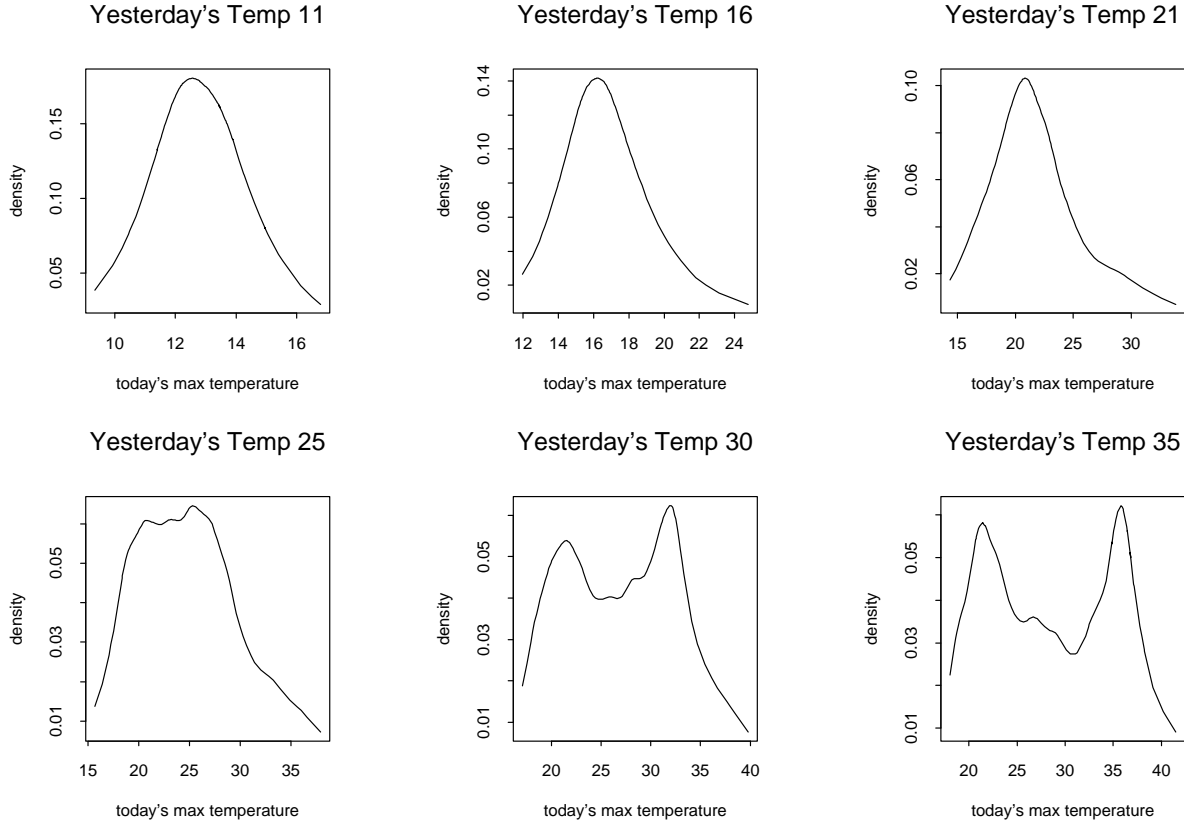 Yesterday's Temp 11
density
0.05 0.10 0.15
10 12 14 16
today's max temperature
Yesterday's Temp 16
density
0.02 0.06 0.10 0.14
12 14 16 18 20 22 24
today's max temperature
Yesterday's Temp 21
density
0.02 0.06 0.10
15 20 25 30
today's max temperature
Yesterday's Temp 25
density
0.01 0.03 0.05
15 20 25 30 35
today's max temperature
Yesterday's Temp 30
density
0.01 0.03 0.05
20 25 30 35 40
today's max temperature
Yesterday's Temp 35
density
0.01 0.03 0.05
20 25 30 35 40
today's max temperature